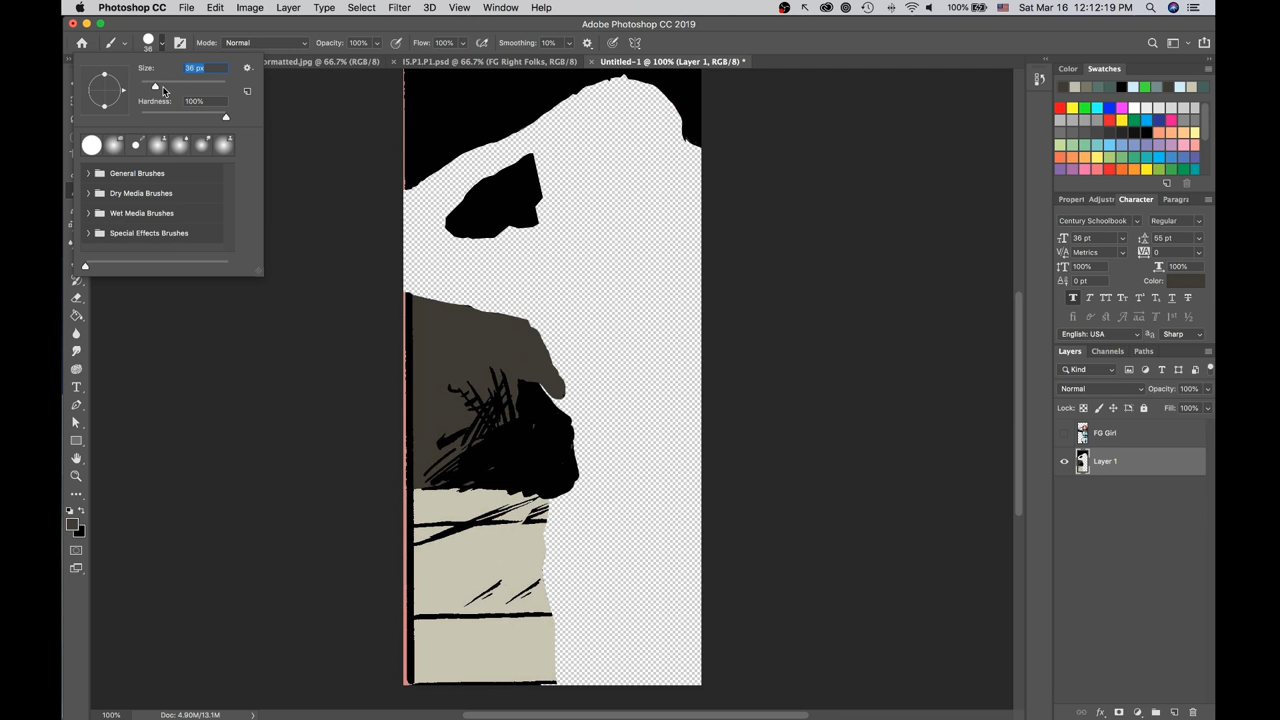 Photoshop CC File Edit Image Layer Type Select Filter 3D View Window Help 100% Sat Mar 16 12:12:19 PM
Adobe Photoshop CC 2019
36 Mode: Normal Opacity: 100% Flow: 100% Smoothing: 10%
ormatted.jpg @ 66.7% (RGB/8) I5.P1.P1.psd @ 66.7% (FG Right Folks, RGB/8) Untitled-1 @ 100% (Layer 1, RGB/8) *
Size: 36 px
Hardness: 100%
General Brushes
Dry Media Brushes
Wet Media Brushes
Special Effects Brushes
Color Swatches
Propert Adjustr Character Paragra
Century Schoolbook Regular
36 pt 55 pt
Metrics 0
100% 100%
0 pt Color:
English: USA Sharp
Layers Channels Paths
Kind
Normal Opacity: 100%
Lock: Fill: 100%
FG Girl
Layer 1
100% Doc: 4.90M/13.1M